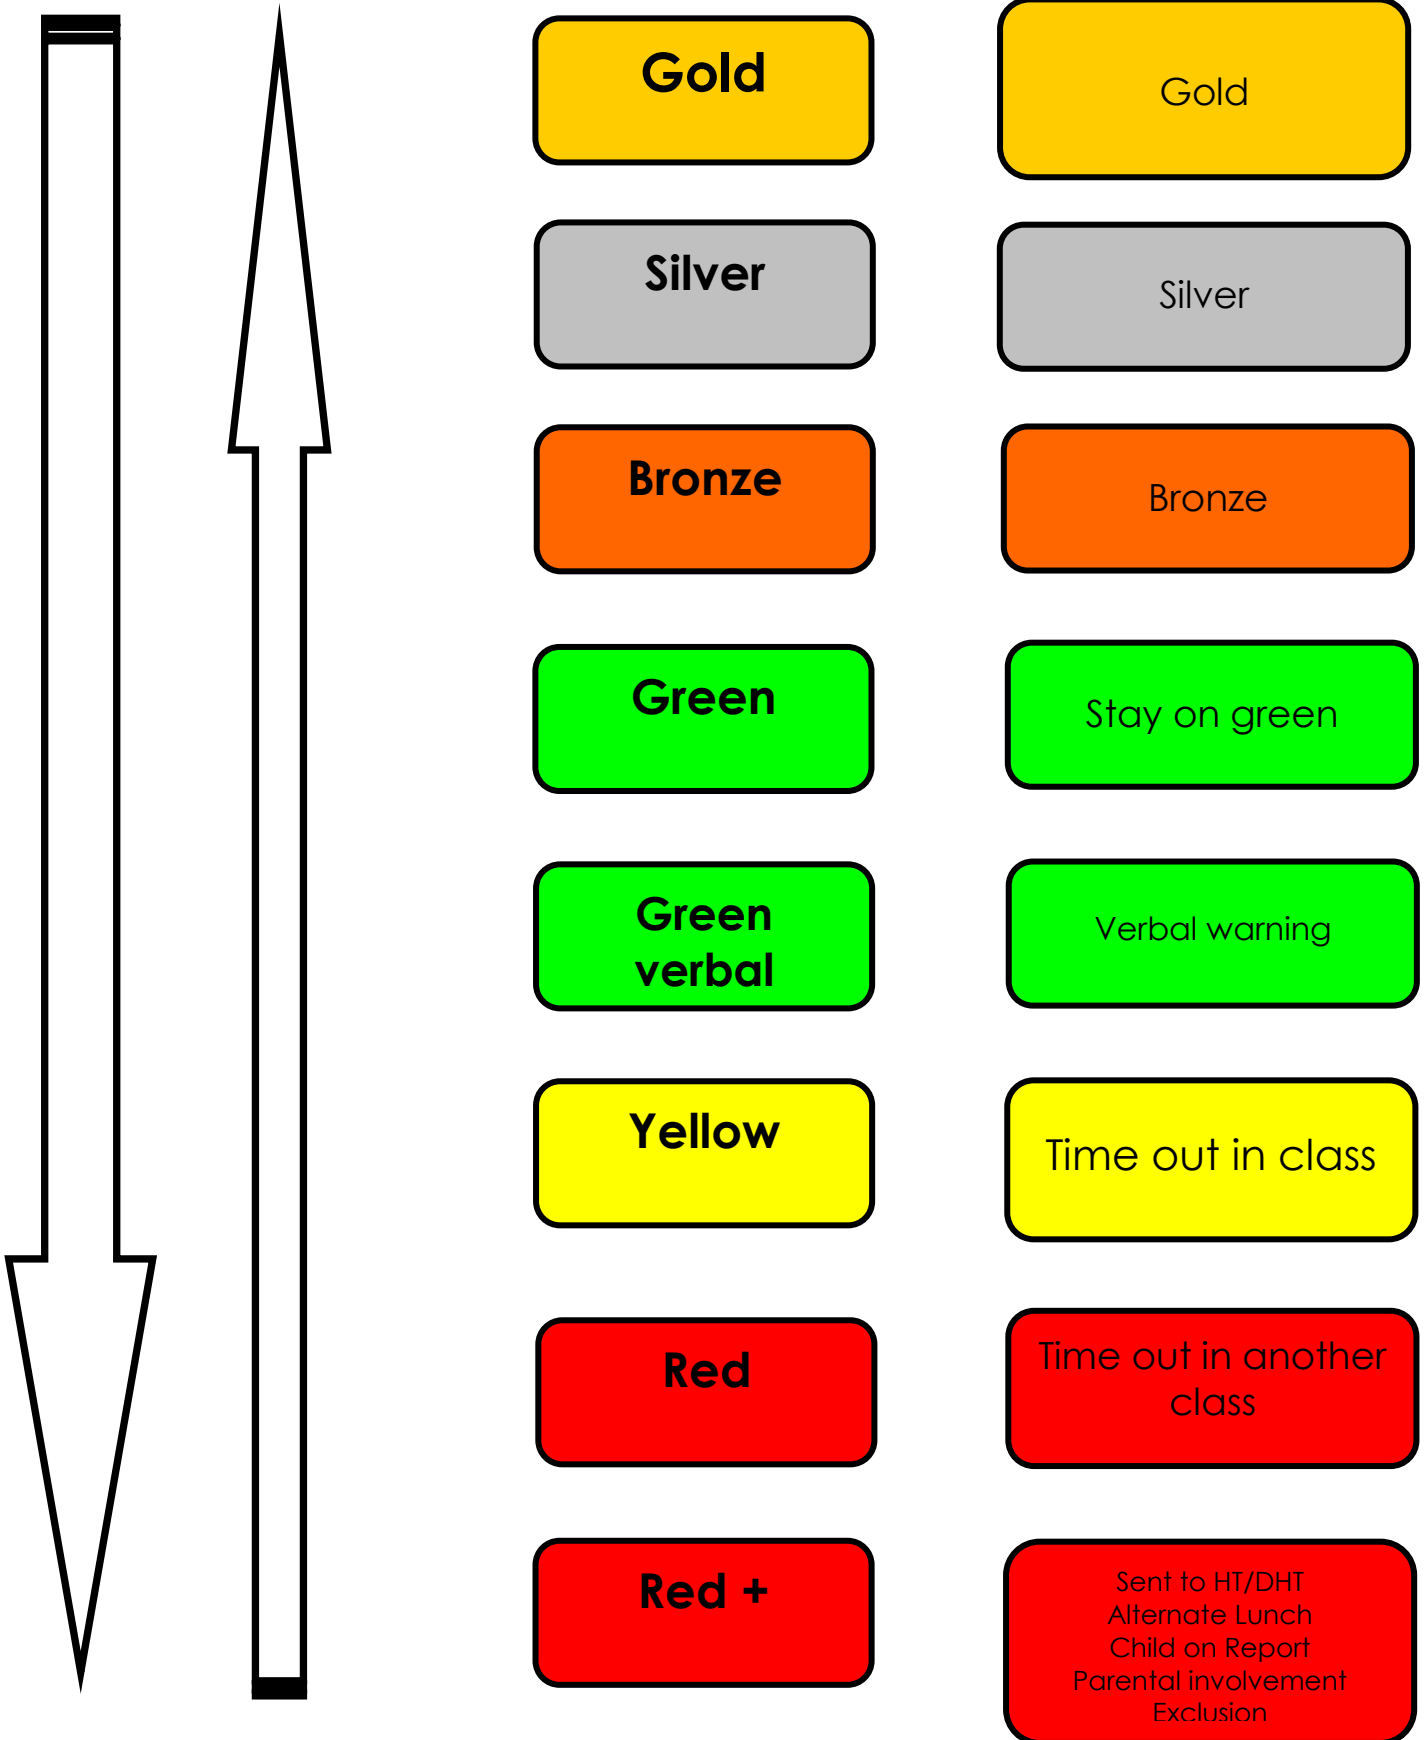 Gold
Gold
Silver
Silver
Bronze
Bronze
Green
Stay on green
Green
verbal
Verbal warning
Yellow
Time out in class
Red
Time out in another
class
Red +
Sent to HT/DHT
Alternate Lunch
Child on Report
Parental involvement
Exclusion